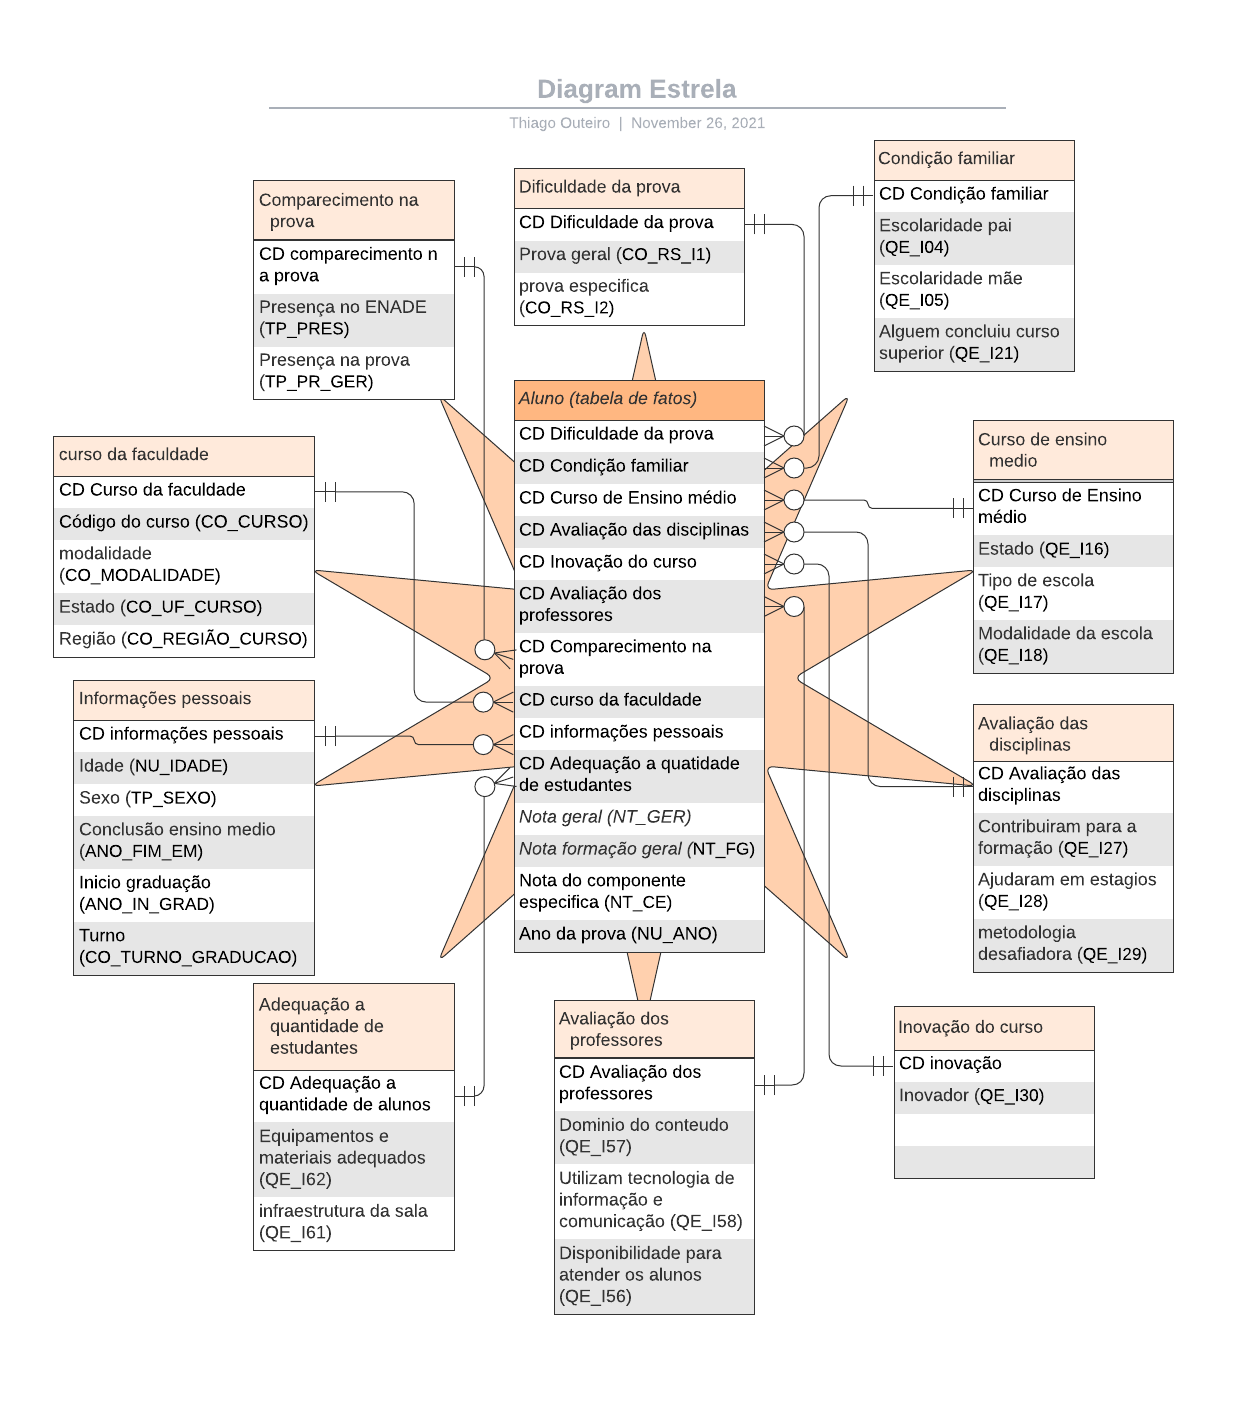 Diagram Estrela
Thiago Outeiro | November 26, 2021
Comparecimento na
prova
CD comparecimento n
a prova
Presença no ENADE
(TP_PRES)
Presença na prova
(TP_PR_GER)
Dificuldade da prova
CD Dificuldade da prova
Prova geral (CO_RS_I1)
prova especifica
(CO_RS_I2)
Condição familiar
CD Condição familiar
Escolaridade pai
(QE_I04)
Escolaridade mãe
(QE_I05)
Alguem concluiu curso
superior (QE_I21)
curso da faculdade
CD Curso da faculdade
Código do curso (CO_CURSO)
modalidade
(CO_MODALIDADE)
Estado (CO_UF_CURSO)
Região (CO_REGIÃO_CURSO)
Aluno (tabela de fatos)
CD Dificuldade da prova
CD Condição familiar
CD Curso de Ensino médio
CD Avaliação das disciplinas
CD Inovação do curso
CD Avaliação dos
professores
CD Comparecimento na
prova
CD curso da faculdade
CD informações pessoais
CD Adequação a quatidade
de estudantes
Nota geral (NT_GER)
Nota formação geral (NT_FG)
Nota do componente
especifica (NT_CE)
Ano da prova (NU_ANO)
Curso de ensino
medio
CD Curso de Ensino
médio
Estado (QE_I16)
Tipo de escola
(QE_I17)
Modalidade da escola
(QE_I18)
Informações pessoais
CD informações pessoais
Idade (NU_IDADE)
Sexo (TP_SEXO)
Conclusão ensino medio
(ANO_FIM_EM)
Inicio graduação
(ANO_IN_GRAD)
Turno
(CO_TURNO_GRADUCAO)
Avaliação das
disciplinas
CD Avaliação das
disciplinas
Contribuiram para a
formação (QE_I27)
Ajudaram em estagios
(QE_I28)
metodologia
desafiadora (QE_I29)
Adequação a
quantidade de
estudantes
CD Adequação a
quantidade de alunos
Equipamentos e
materiais adequados
(QE_I62)
infraestrutura da sala
(QE_I61)
Avaliação dos
professores
CD Avaliação dos
professores
Dominio do conteudo
(QE_I57)
Utilizam tecnologia de
informação e
comunicação (QE_I58)
Disponibilidade para
atender os alunos
(QE_I56)
Inovação do curso
CD inovação
Inovador (QE_I30)